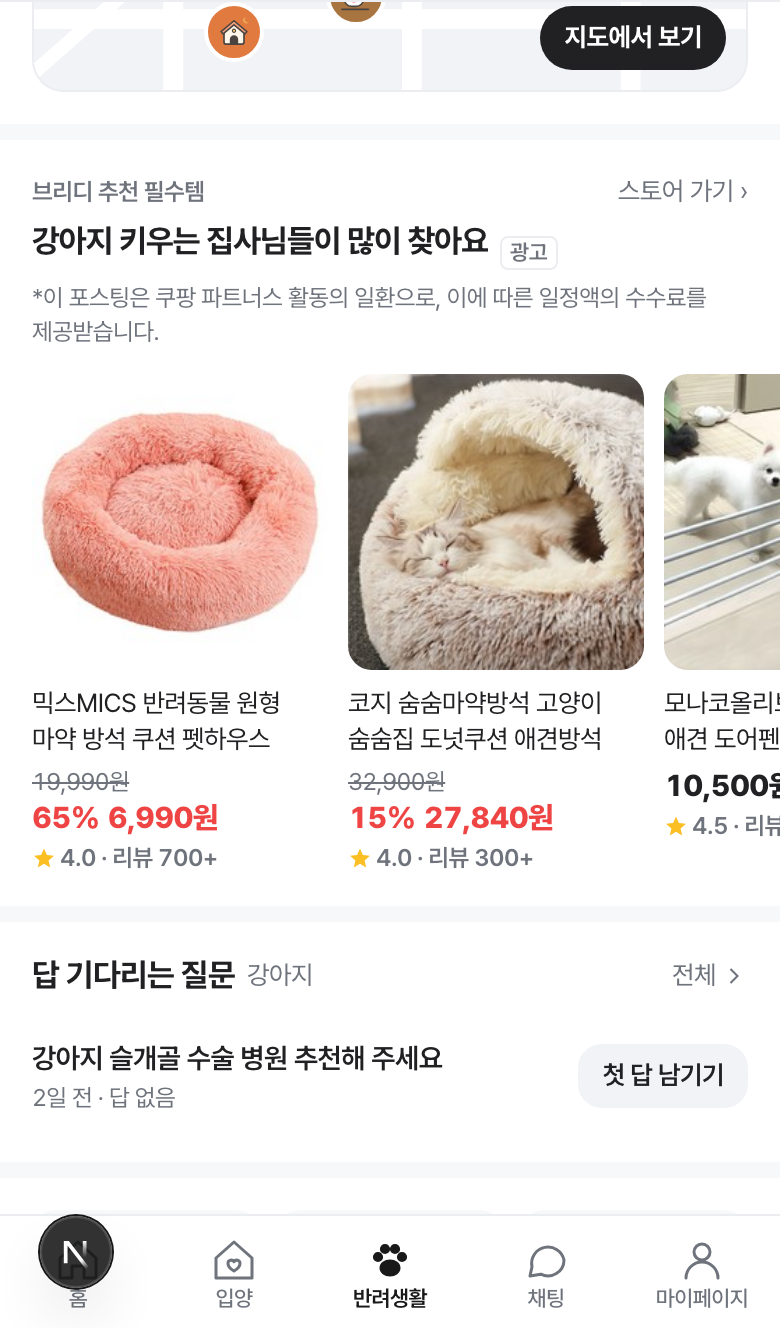 지도에서 보기
브리디 추천 필수템
스토어 가기 ›
강아지 키우는 집사님들이 많이 찾아요 광고
*이 포스팅은 쿠팡 파트너스 활동의 일환으로, 이에 따른 일정액의 수수료를
제공받습니다.
믹스MICS 반려동물 원형
마약 방석 쿠션 펫하우스
19,990원
65% 6,990원
4.0 · 리뷰 700+
코지 숨숨마약방석 고양이
숨숨집 도넛쿠션 애견방석
32,900원
15% 27,840원
4.0 · 리뷰 300+
모나코올리
애견 도어펜
10,500원
4.5 · 리뷰
답 기다리는 질문 강아지
전체 >
강아지 슬개골 수술 병원 추천해 주세요
2일 전 · 답 없음
첫 답 남기기
N
홈
입양
반려생활
채팅
마이페이지